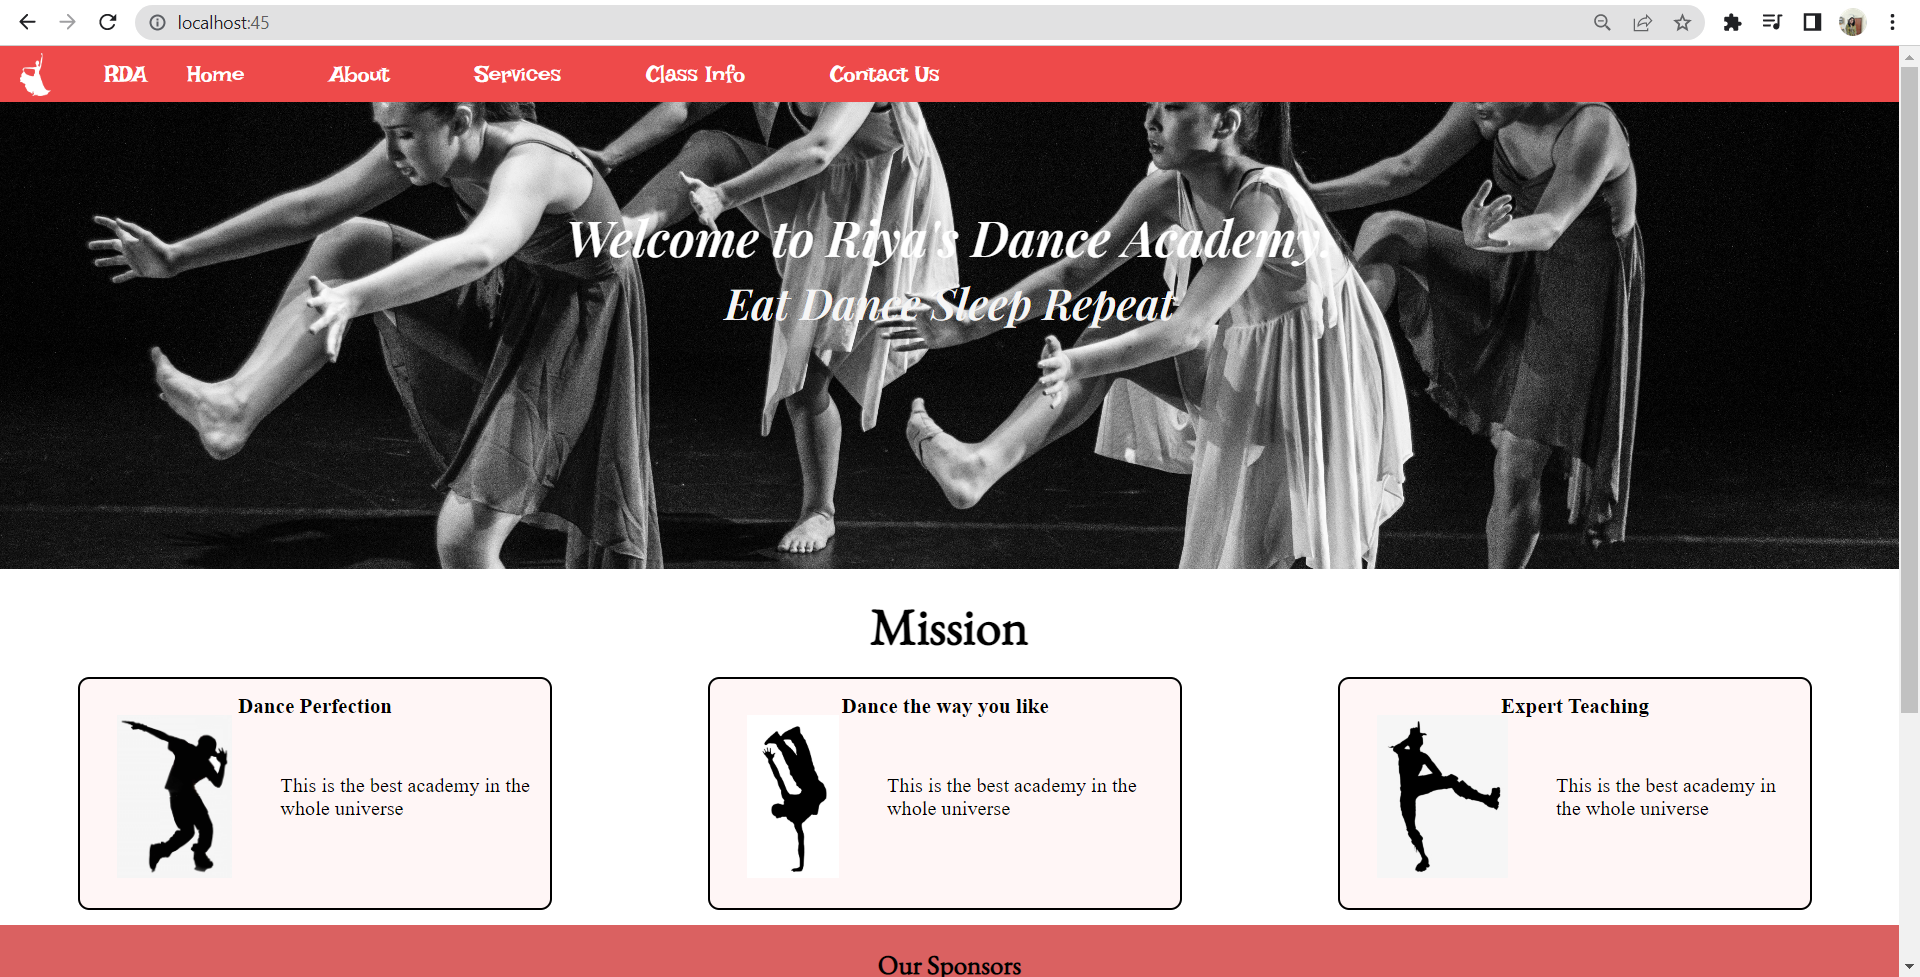 localhost:45
RDA Home About Services Class Info Contact Us
Welcome to Riya's Dance Academy.
Eat Dance Sleep Repeat
Mission
Dance Perfection
This is the best academy in the
whole universe
Dance the way you like
This is the best academy in the
whole universe
Expert Teaching
This is the best academy in
the whole universe
Our Sponsors